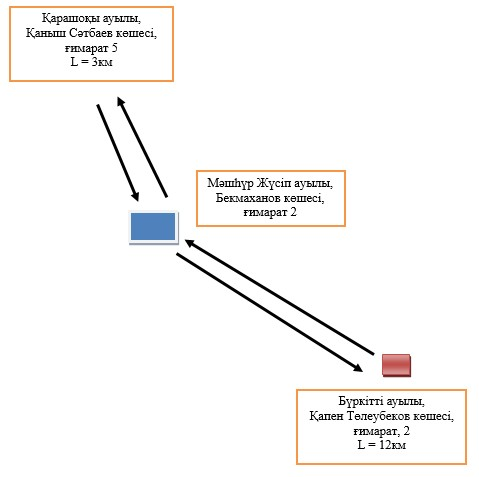 Қарашоқы ауылы,
Қаныш Сәтбаев көшесі,
ғимарат 5
L = 3км
Мәшһүр Жүсіп ауылы,
Бекмаханов көшесі,
ғимарат 2
Бүркітті ауылы,
Қапен Төлеубеков көшесі,
ғимарат, 2
L = 12км